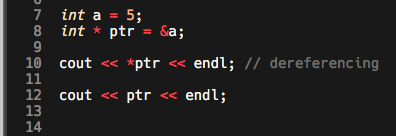 7 int a = 5;
8 int * ptr = &a;
9
10 cout << *ptr << endl; // dereferencing
11
12 cout << ptr << endl;
13
14